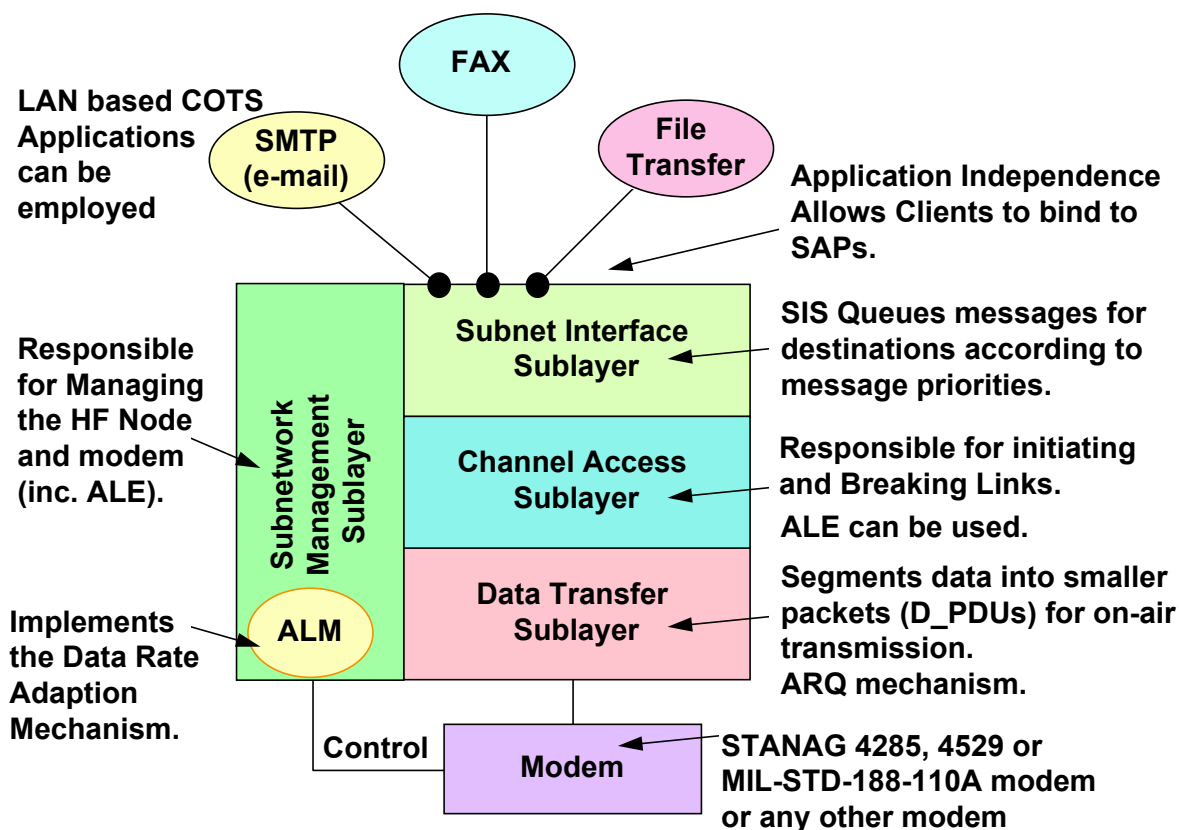 FAX
LAN based COTS
Applications
can be
employed
SMTP
(e-mail)
File
Transfer
Application Independence
Allows Clients to bind to
SAPs.
Subnet Interface
Sublayer
SIS Queues messages for
destinations according to
message priorities.
Responsible
for Managing
the HF Node
and modem
(inc. ALE).
Subnetwork
Management
Sublayer
Channel Access
Sublayer
Responsible for initiating
and Breaking Links.
ALE can be used.
Data Transfer
Sublayer
Segments data into smaller
packets (D_PDUs) for on-air
transmission.
ARQ mechanism.
ALM
Implements
the Data Rate
Adaption
Mechanism.
Control
Modem
STANAG 4285, 4529 or
MIL-STD-188-110A modem
or any other modem